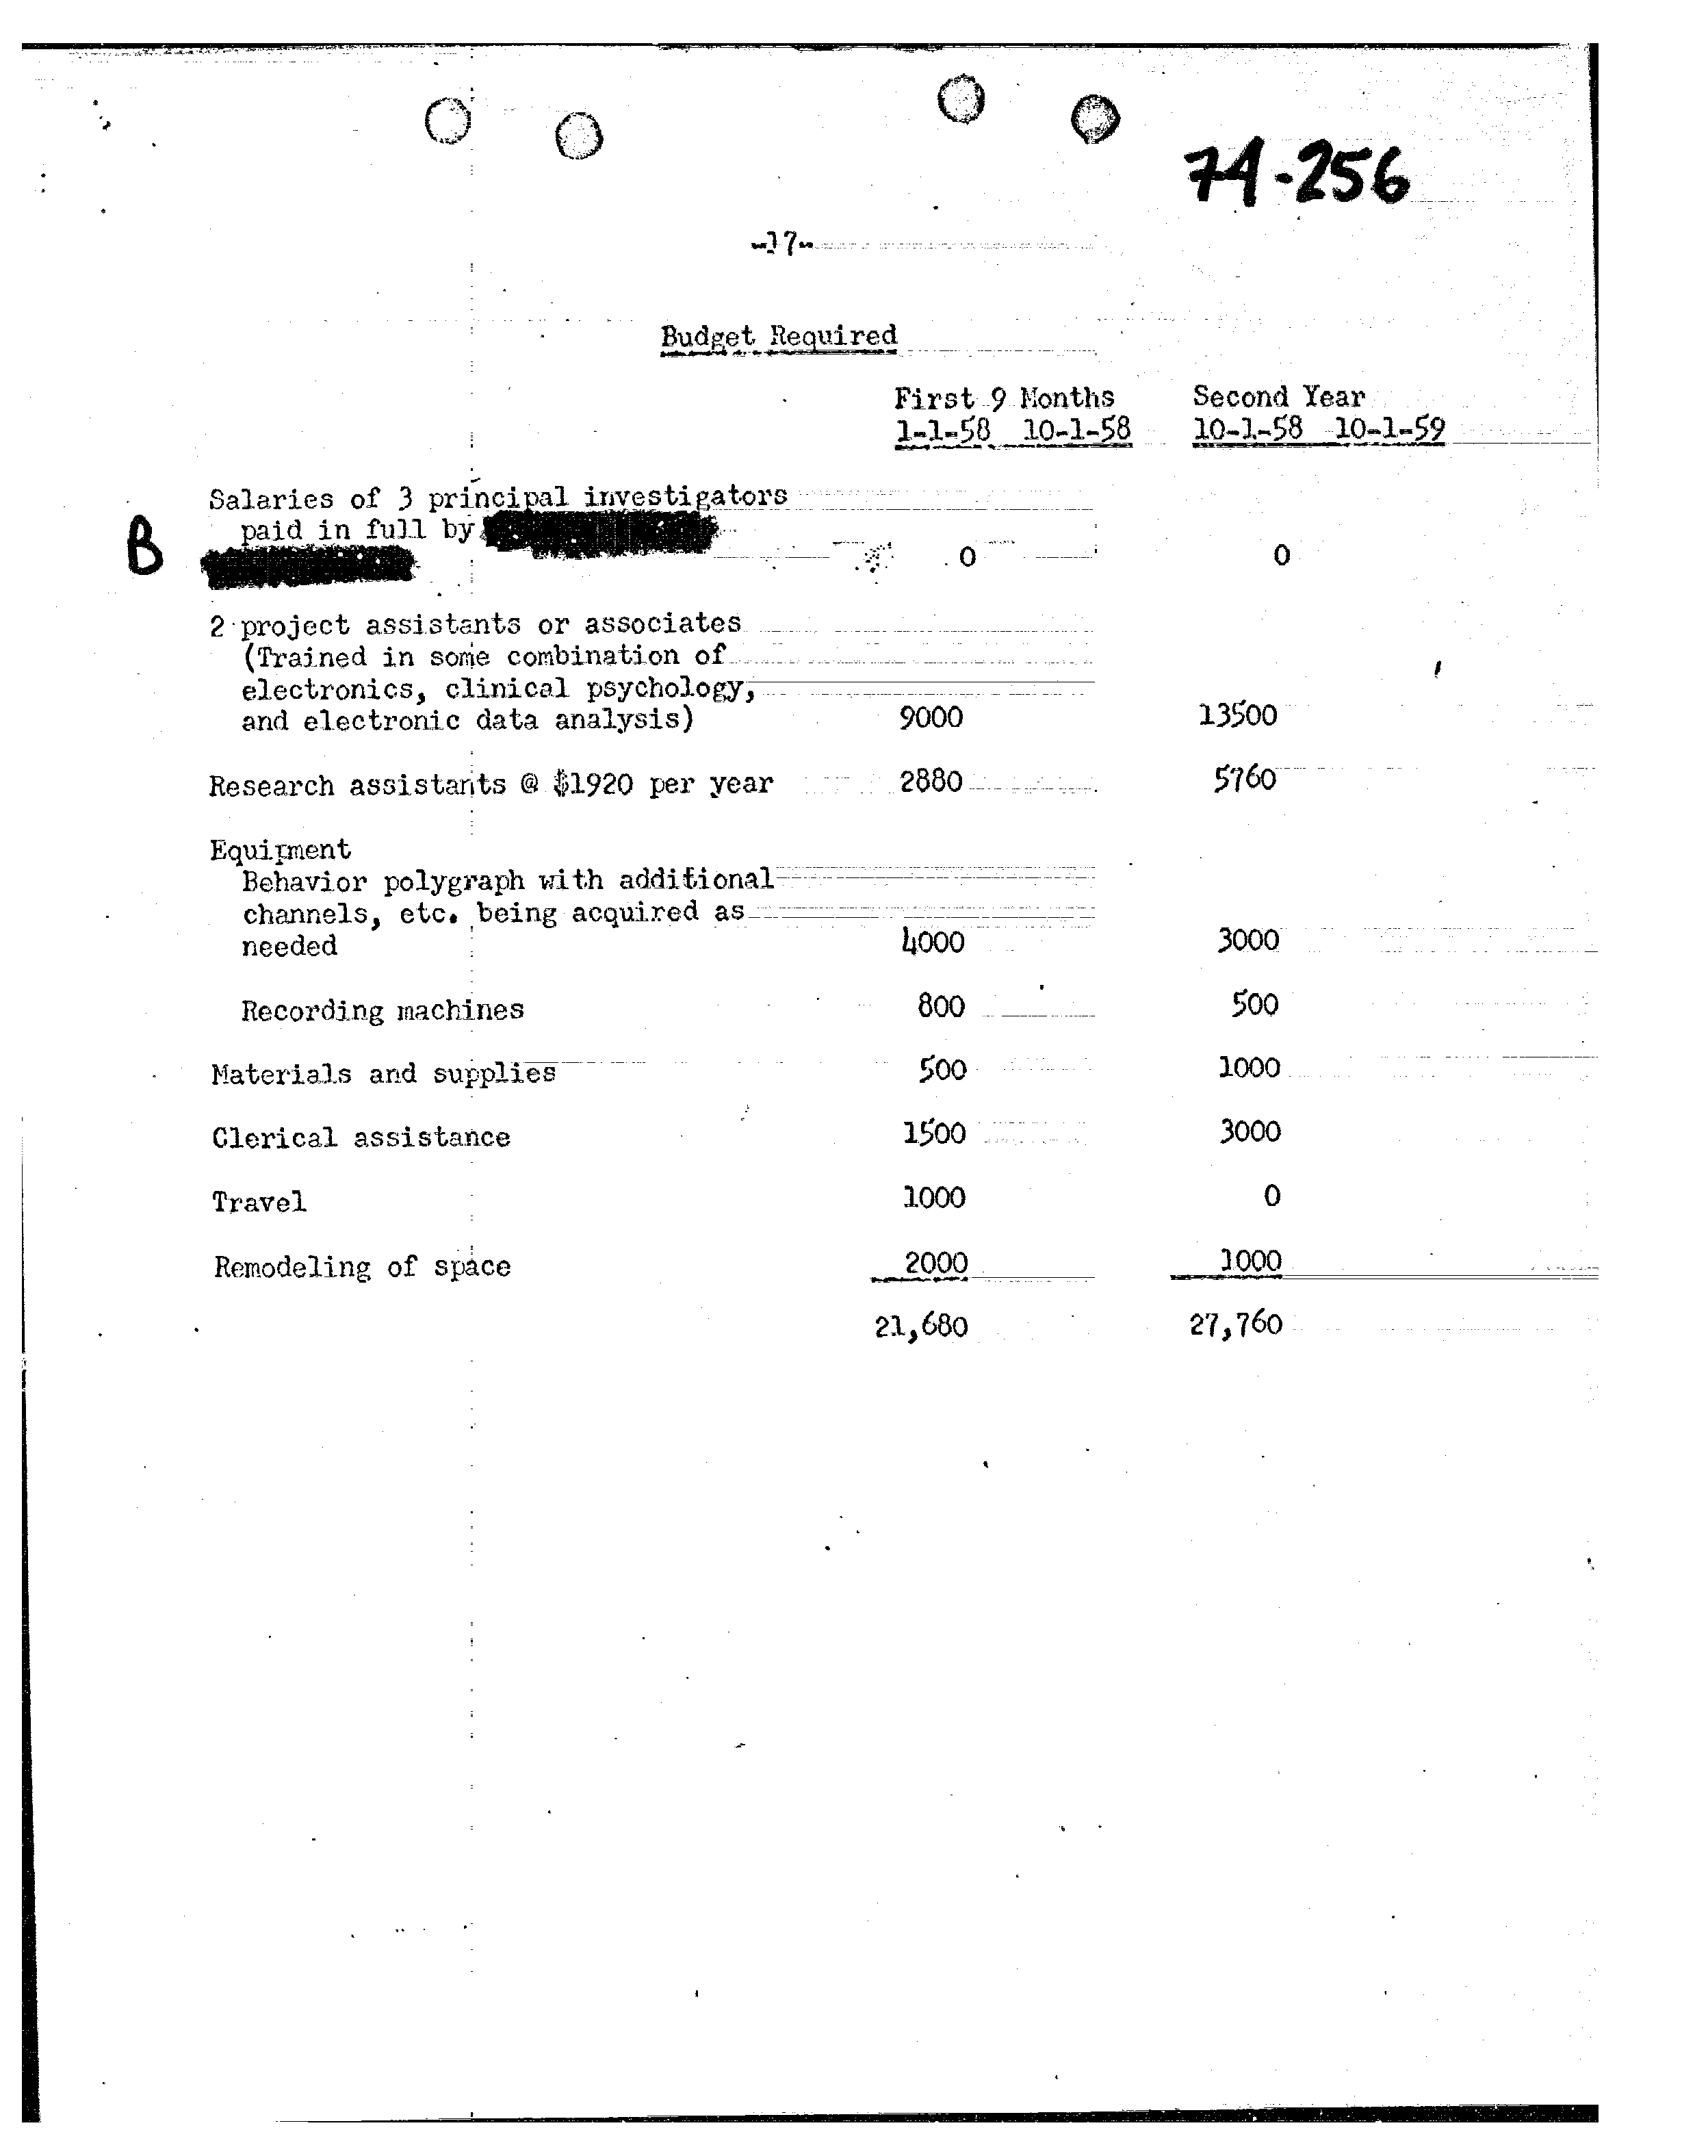 74-256
-17-
Budget Required
First 9 Months Second Year
1-1-58 10-1-58 10-1-58 10-1-59
Salaries of 3 principal investigators
B paid in full by
0 0
2 project assistants or associates
(Trained in some combination of
electronics, clinical psychology,
and electronic data analysis) 9000 13500
Research assistants @ $1920 per year 2880 5760
Equipment
Behavior polygraph with additional
channels, etc. being acquired as
needed 4000 3000
Recording machines 800 500
Materials and supplies 500 1000
Clerical assistance 1500 3000
Travel 1000 0
Remodeling of space 2000 1000
21,680 27,760